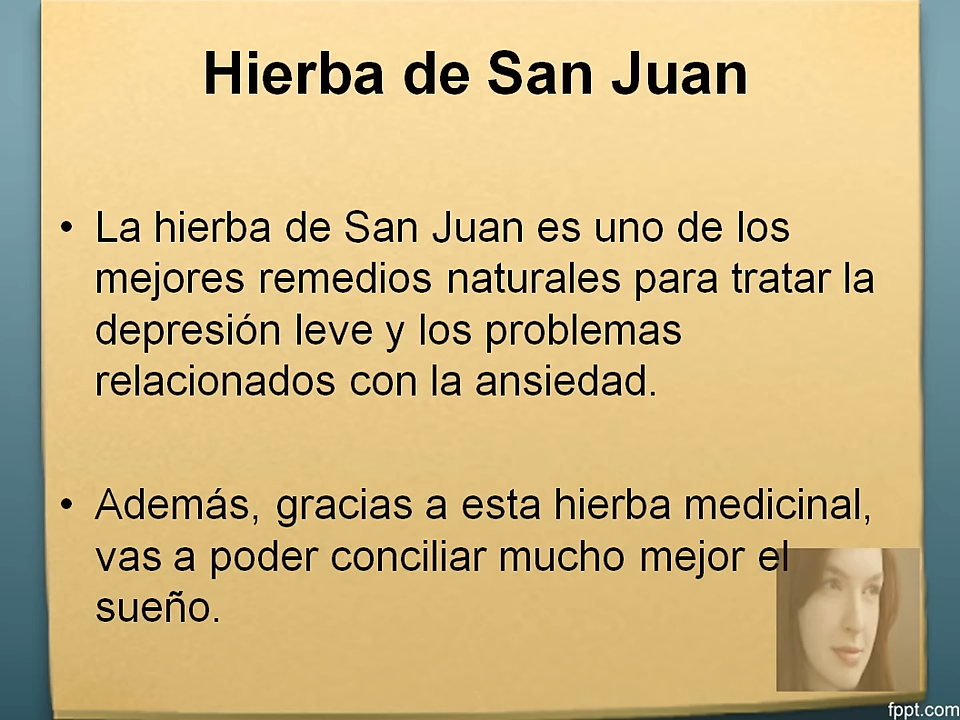 Hierba de San Juan
• La hierba de San Juan es uno de los
mejores remedios naturales para tratar la
depresión leve y los problemas
relacionados con la ansiedad.
• Además, gracias a esta hierba medicinal,
vas a poder conciliar mucho mejor el
sueño.
fppt.com